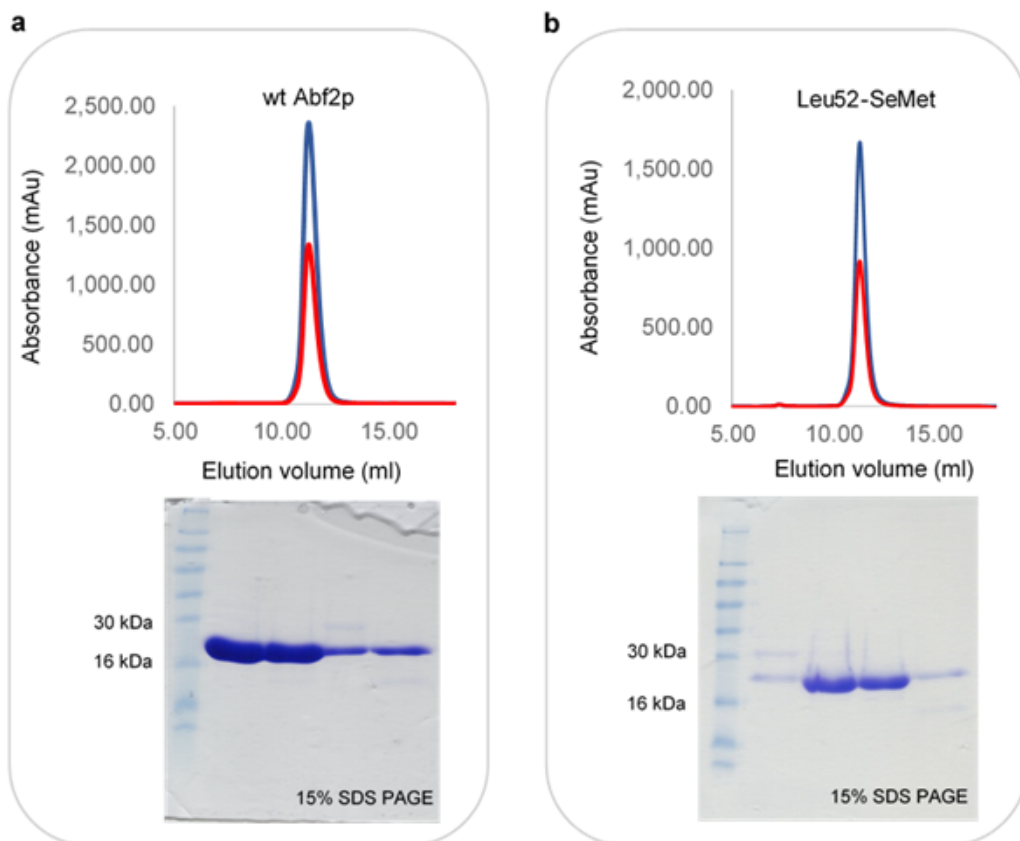 a
wt Abf2p
2,500.00
2,000.00
1,500.00
1,000.00
500.00
0.00
5.00 10.00 15.00
Absorbance (mAu)
Elution volume (ml)
30 kDa
16 kDa
15% SDS PAGE
b
Leu52-SeMet
2,000.00
1,500.00
1,000.00
500.00
0.00
5.00 10.00 15.00
Absorbance (mAu)
Elution volume (ml)
30 kDa
16 kDa
15% SDS PAGE